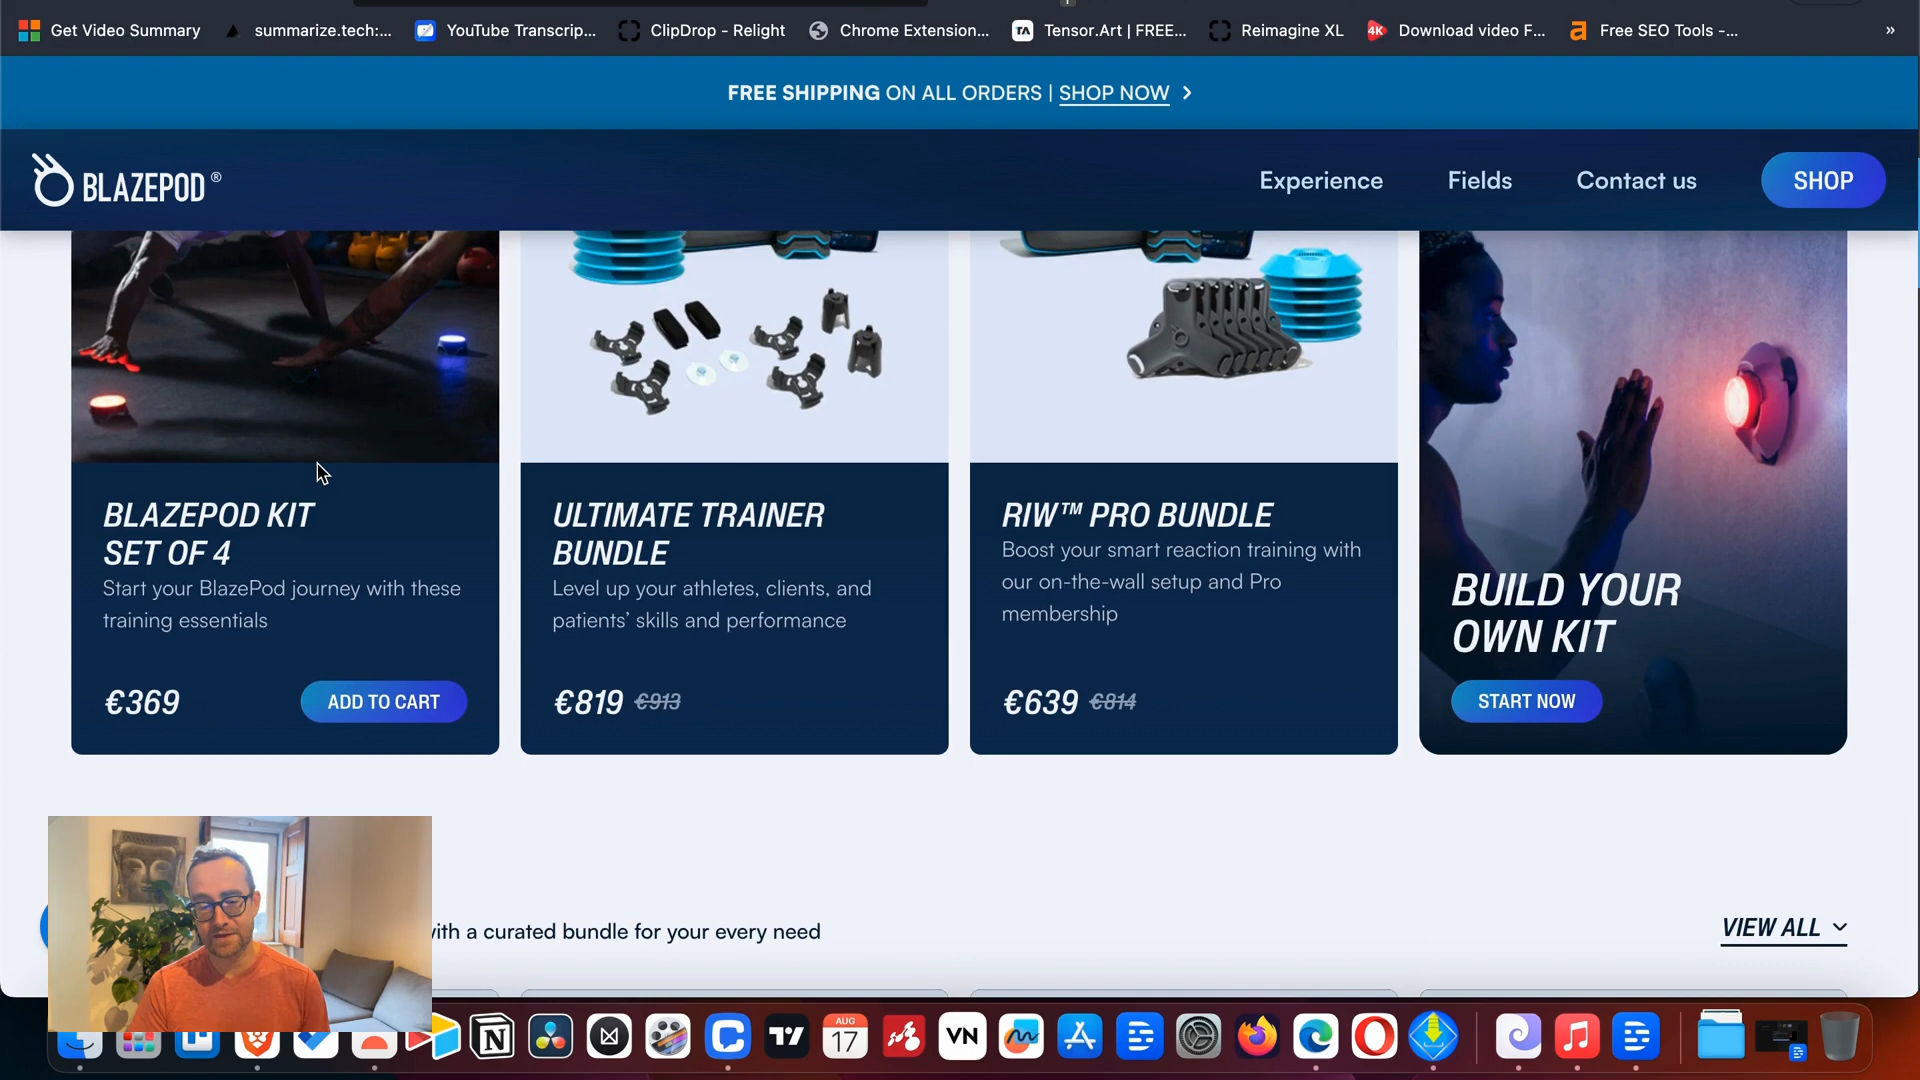 Get Video Summary
summarize.tech:...
YouTube Transcrip...
ClipDrop - Relight
Chrome Extension...
TA
Tensor.Art | FREE...
Reimagine XL
4K
Download video F...
Free SEO Tools -...
»
FREE SHIPPING ON ALL ORDERS | SHOP NOW >
BLAZEPOD®
Experience
Fields
Contact us
SHOP
BLAZEPOD KIT
SET OF 4
Start your BlazePod journey with these
training essentials
€369
ADD TO CART
ULTIMATE TRAINER
BUNDLE
Level up your athletes, clients, and
patients’ skills and performance
€819 €913
RIW™ PRO BUNDLE
Boost your smart reaction training with
our on-the-wall setup and Pro
membership
€639 €814
BUILD YOUR
OWN KIT
START NOW
with a curated bundle for your every need
VIEW ALL
AUG
17
VN